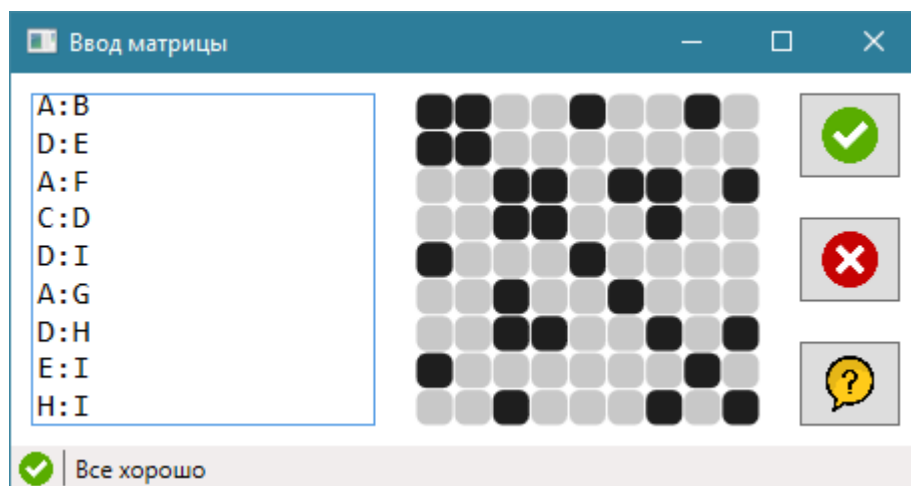 Ввод матрицы
A:B
D:E
A:F
C:D
D:I
A:G
D:H
E:I
H:I
?
Все хорошо